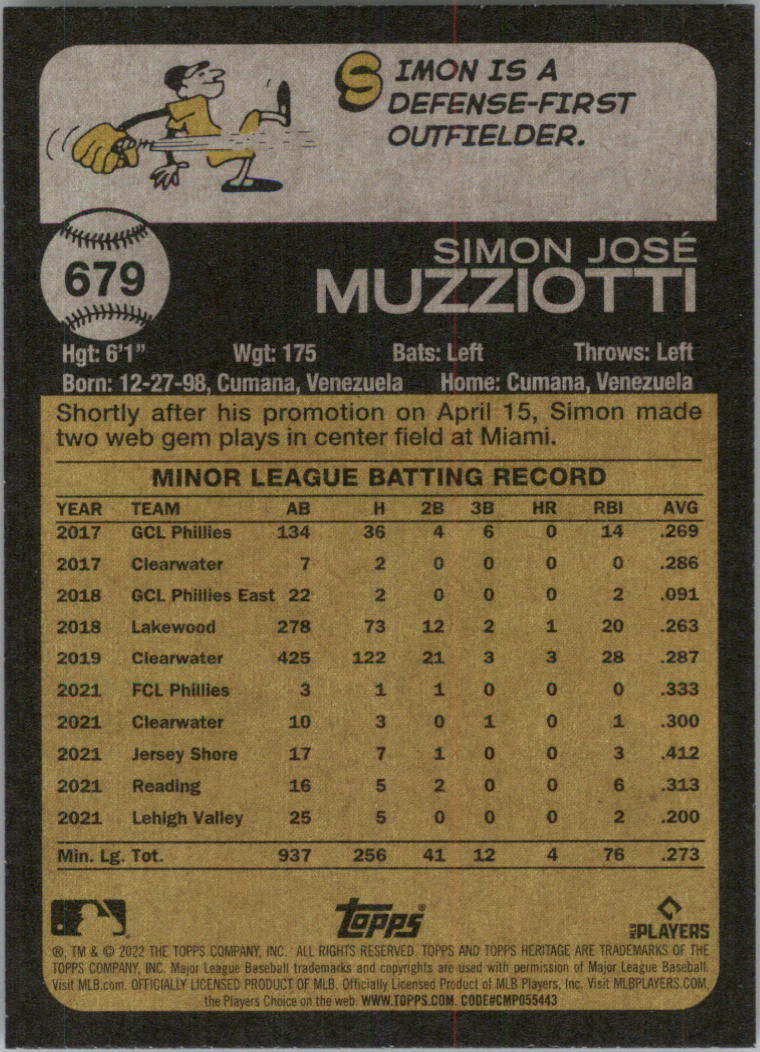 SIMON IS A
DEFENSE-FIRST
OUTFIELDER.
679
SIMON JOSÉ
MUZZIOTTI
Hgt: 6'1" Wgt: 175 Bats: Left Throws: Left
Born: 12-27-98, Cumana, Venezuela Home: Cumana, Venezuela
Shortly after his promotion on April 15, Simon made
two web gem plays in center field at Miami.
MINOR LEAGUE BATTING RECORD
YEAR TEAM AB H 2B 3B HR RBI AVG
2017 GCL Phillies 134 36 4 6 0 14 .269
2017 Clearwater 7 2 0 0 0 0 .286
2018 GCL Phillies East 22 2 0 0 0 2 .091
2018 Lakewood 278 73 12 2 1 20 .263
2019 Clearwater 425 122 21 3 3 28 .287
2021 FCL Phillies 3 1 1 0 0 0 .333
2021 Clearwater 10 3 0 1 0 1 .300
2021 Jersey Shore 17 7 1 0 0 3 .412
2021 Reading 16 5 2 0 0 6 .313
2021 Lehigh Valley 25 5 0 0 0 2 .200
Min. Lg. Tot. 937 256 41 12 4 76 .273
Topps® MLB PLAYERS
®, TM & © 2022 THE TOPPS COMPANY, INC. ALL RIGHTS RESERVED. TOPPS AND TOPPS HERITAGE ARE TRADEMARKS OF THE
TOPPS COMPANY, INC. Major League Baseball trademarks and copyrights are used with permission of Major League Baseball.
Visit MLB.com. OFFICIALLY LICENSED PRODUCT OF MLB. Officially Licensed Product of MLB Players, Inc. Visit MLBPLAYERS.COM,
the Players Choice on the web. WWW.TOPPS.COM. CODE#CMP055443